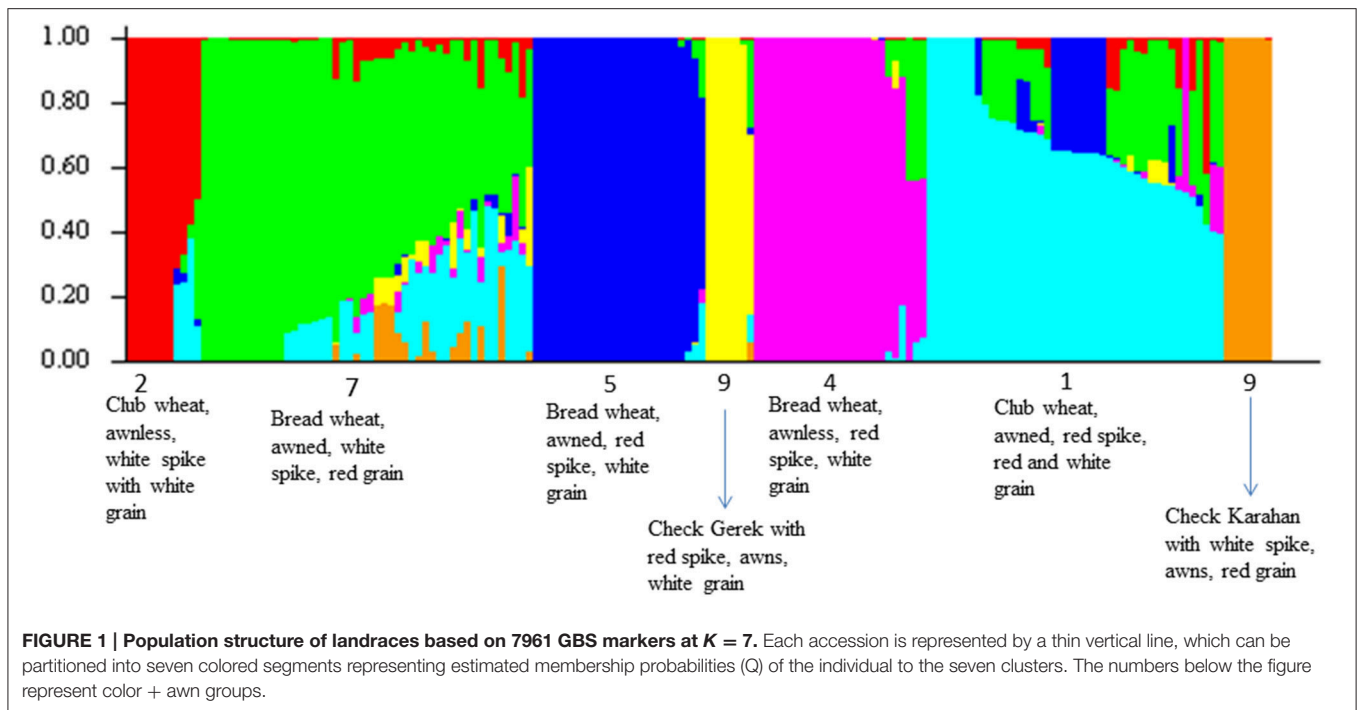 1.00
0.80
0.60
0.40
0.20
0.00
2
7
5
9
4
1
9
Club wheat,
awnless,
white spike
with white
grain
Bread wheat,
awned, white
spike, red grain
Bread wheat,
awned, red
spike, white
grain
Check Gerek with
red spike, awns,
white grain
Bread wheat,
awnless, red
spike, white
grain
Club wheat,
awned, red spike,
red and white
grain
Check Karahan
with white spike,
awns, red grain
FIGURE 1 | Population structure of landraces based on 7961 GBS markers at K = 7. Each accession is represented by a thin vertical line, which can be
partitioned into seven colored segments representing estimated membership probabilities (Q) of the individual to the seven clusters. The numbers below the figure
represent color + awn groups.